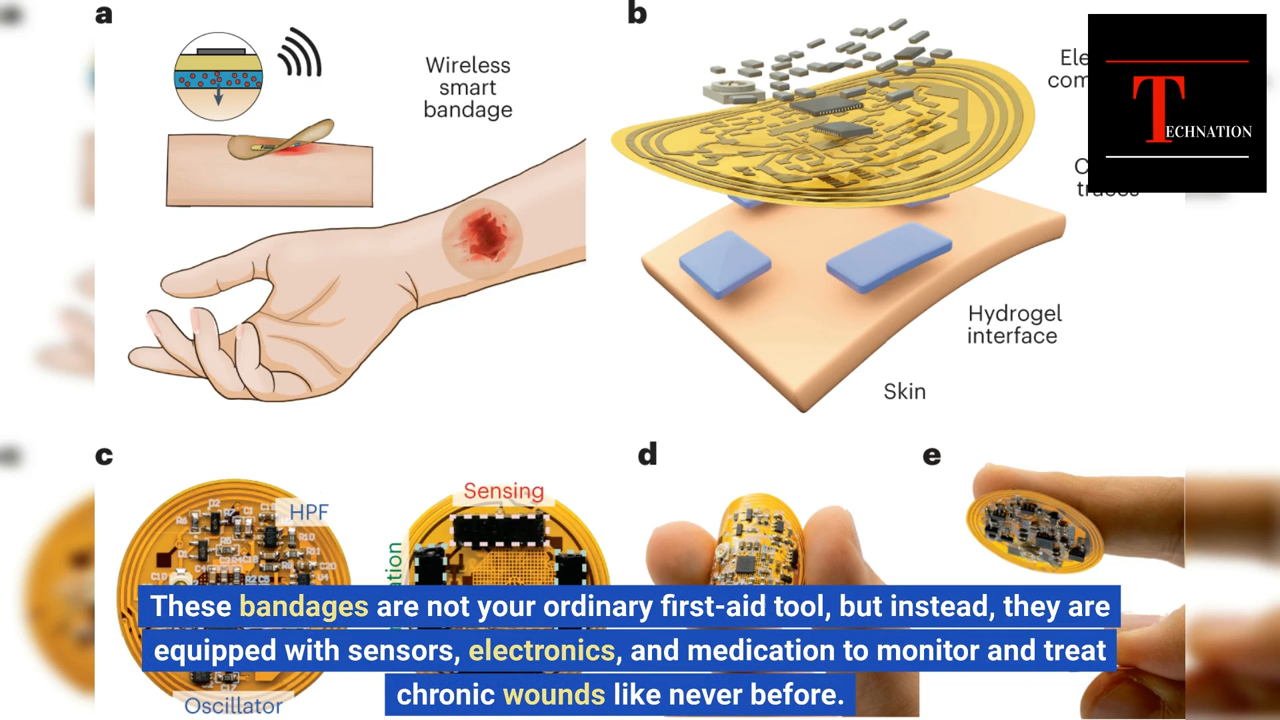 a
Wireless
smart
bandage
b
TECHNATION
Hydrogel
interface
Skin
c
HPF
Oscillator
Sensing
d
e
These bandages are not your ordinary first-aid tool, but instead, they are
equipped with sensors, electronics, and medication to monitor and treat
chronic wounds like never before.